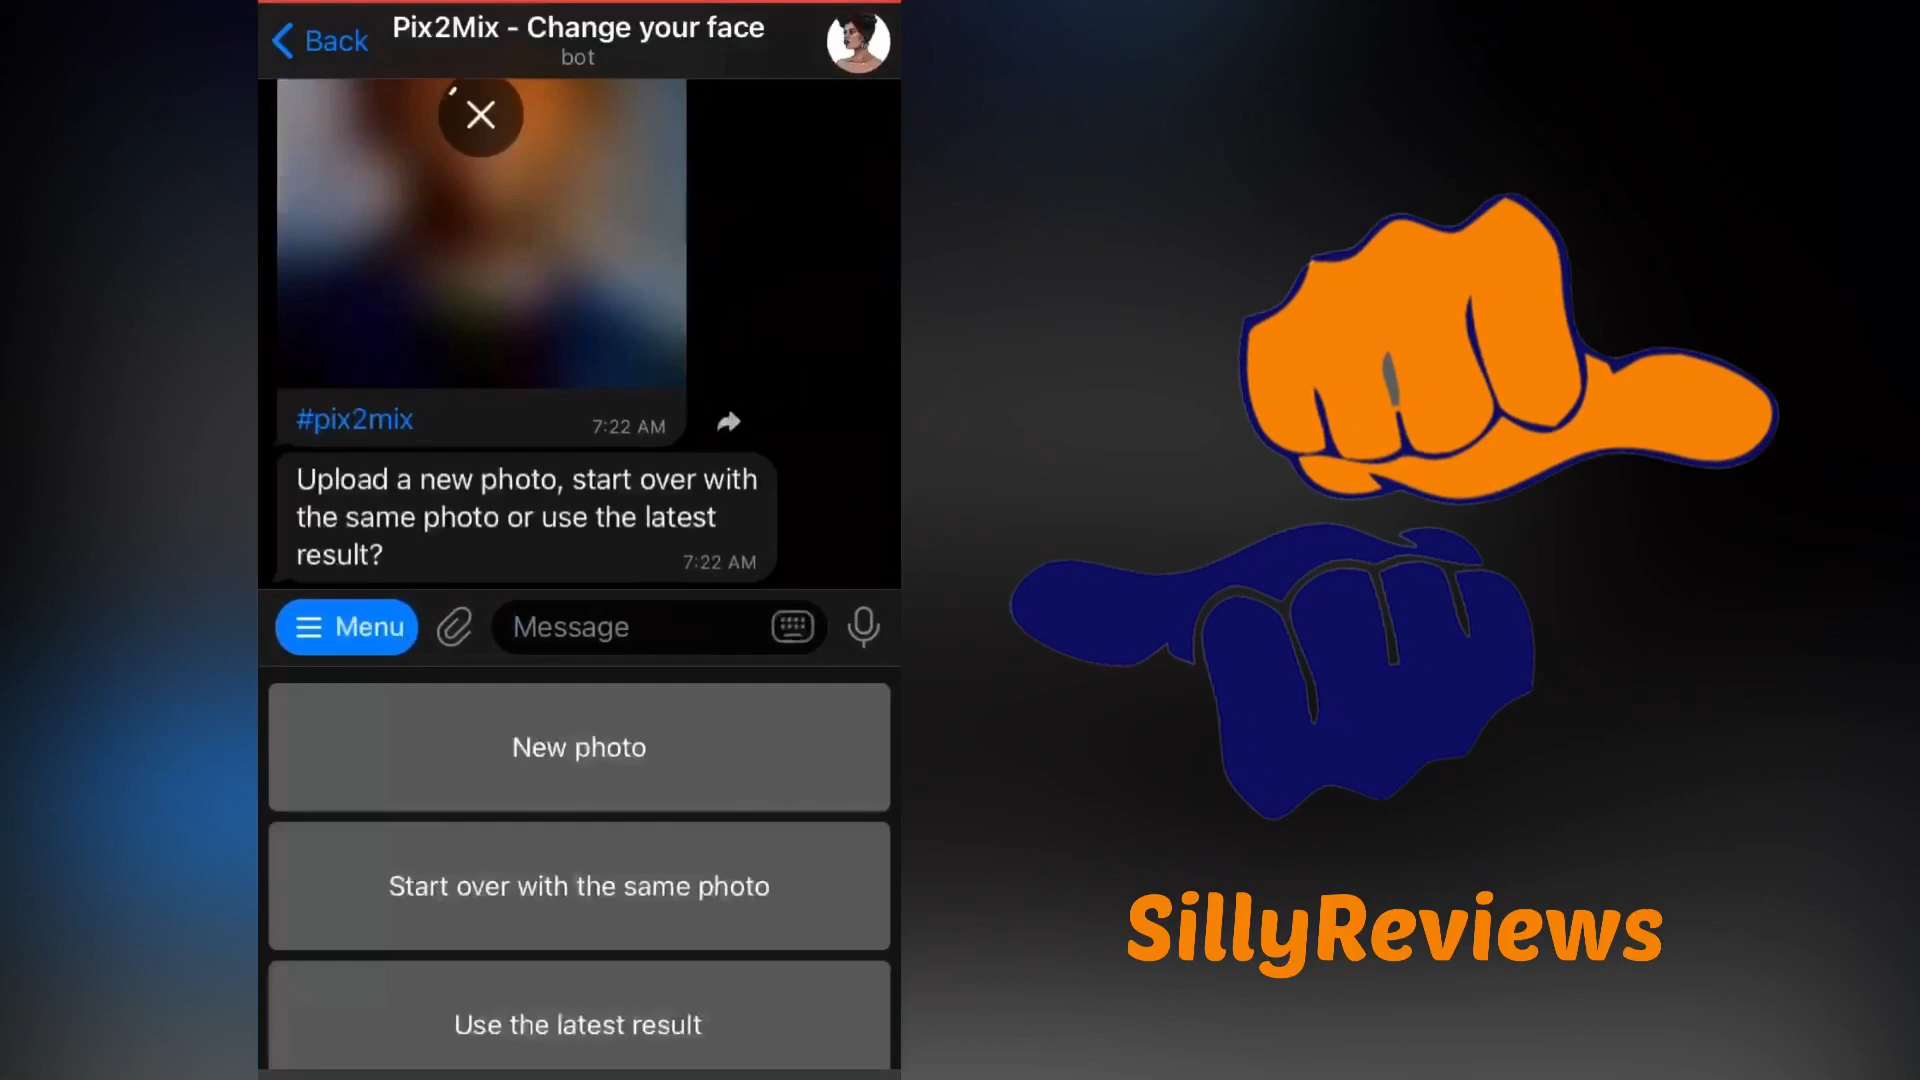 Back
Pix2Mix - Change your face
bot
#pix2mix
7:22 AM
Upload a new photo, start over with
the same photo or use the latest
result?
7:22 AM
Menu
Message
New photo
Start over with the same photo
Use the latest result
SillyReviews